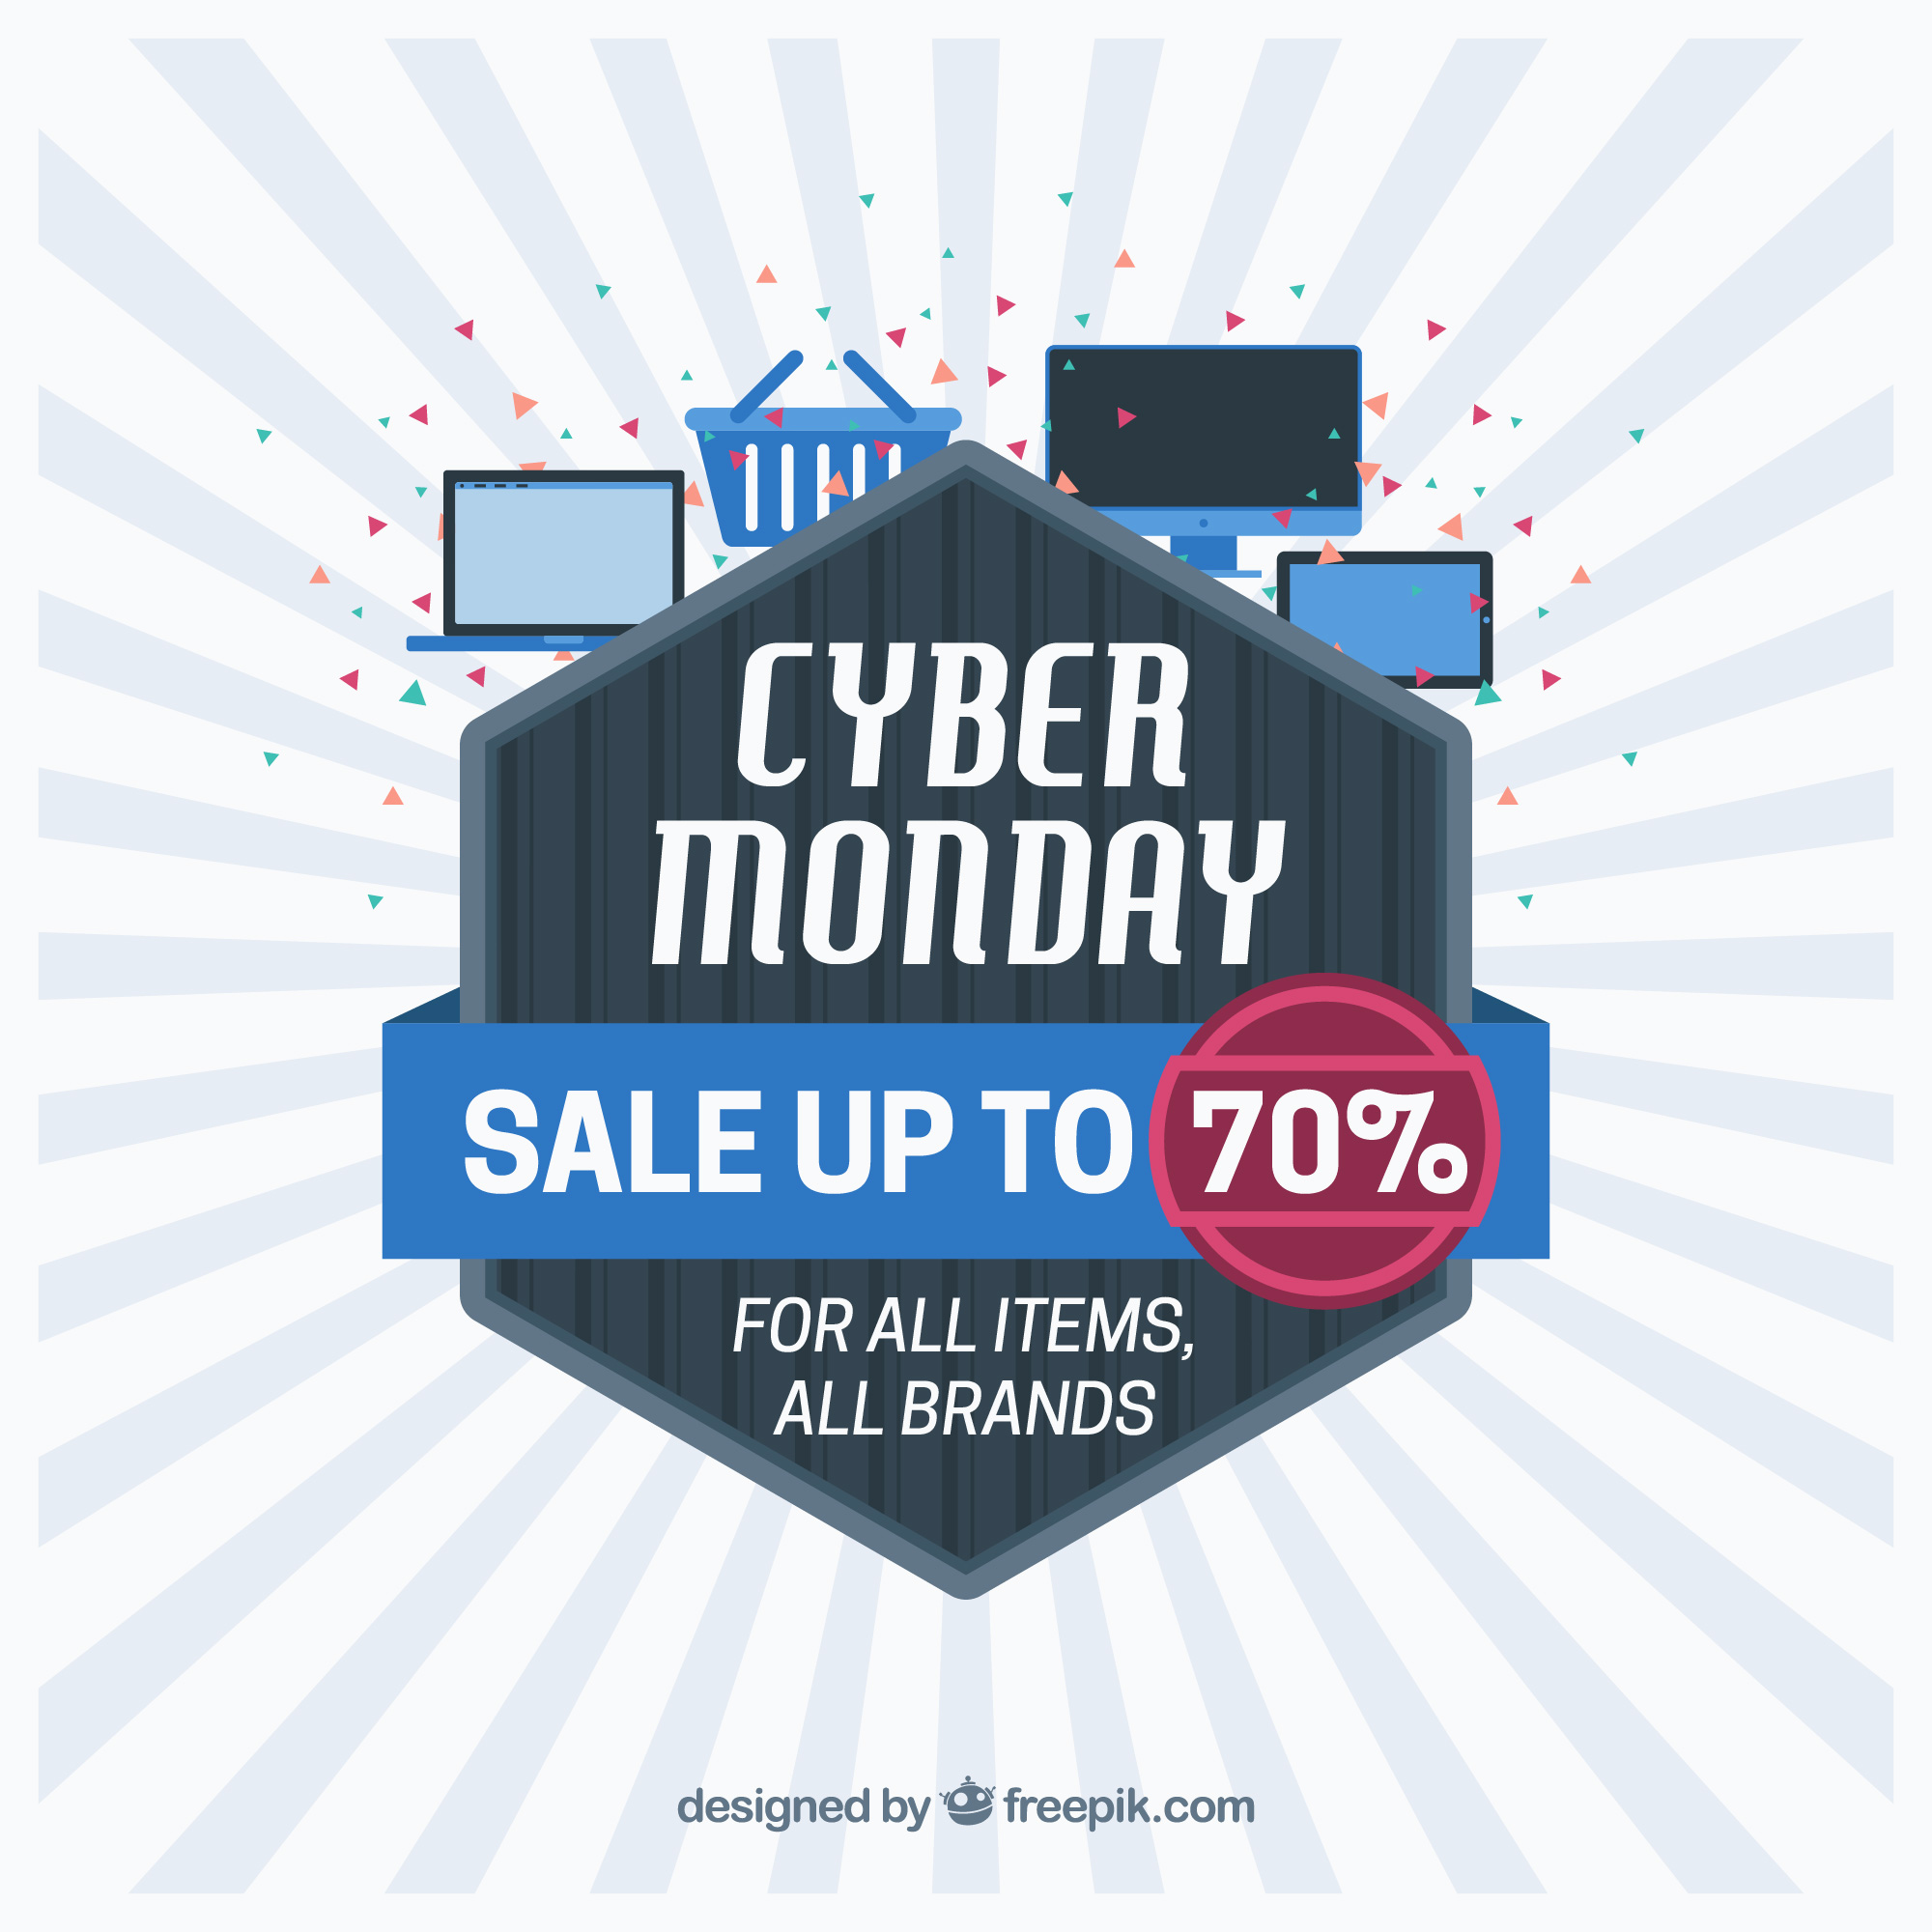 CYBER
MONDAY
SALE UP TO 70%
FOR ALL ITEMS,
ALL BRANDS
designed by freepik.com